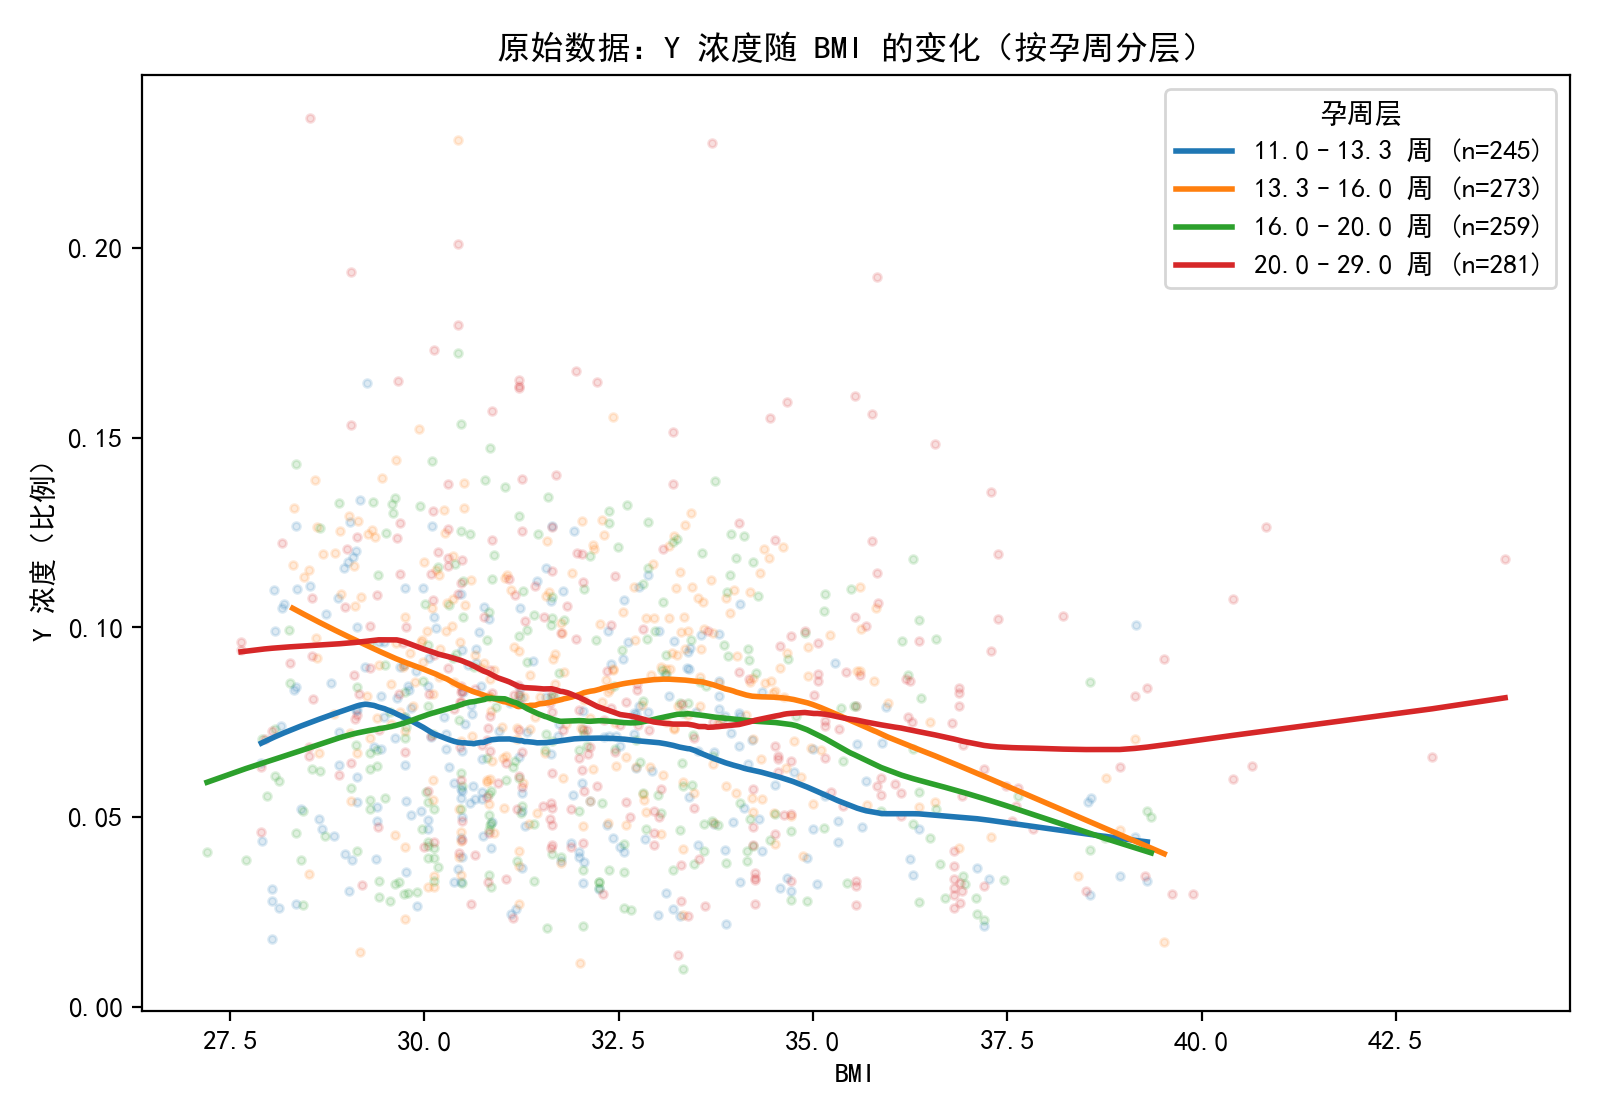 原始数据：Y 浓度随 BMI 的变化（按孕周分层）
孕周层
11.0–13.3 周 (n=245)
13.3–16.0 周 (n=273)
16.0–20.0 周 (n=259)
20.0–29.0 周 (n=281)
Y 浓度（比例）
0.20
0.15
0.10
0.05
0.00
27.5 30.0 32.5 35.0 37.5 40.0 42.5
BMI